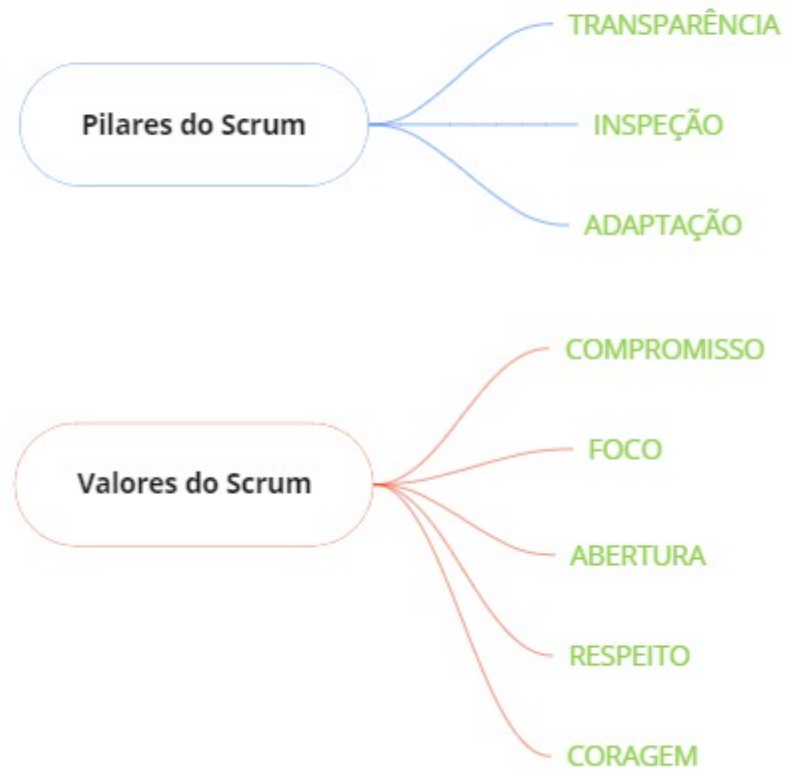 Pilares do Scrum
TRANSPARÊNCIA
INSPEÇÃO
ADAPTAÇÃO
Valores do Scrum
COMPROMISSO
FOCO
ABERTURA
RESPEITO
CORAGEM